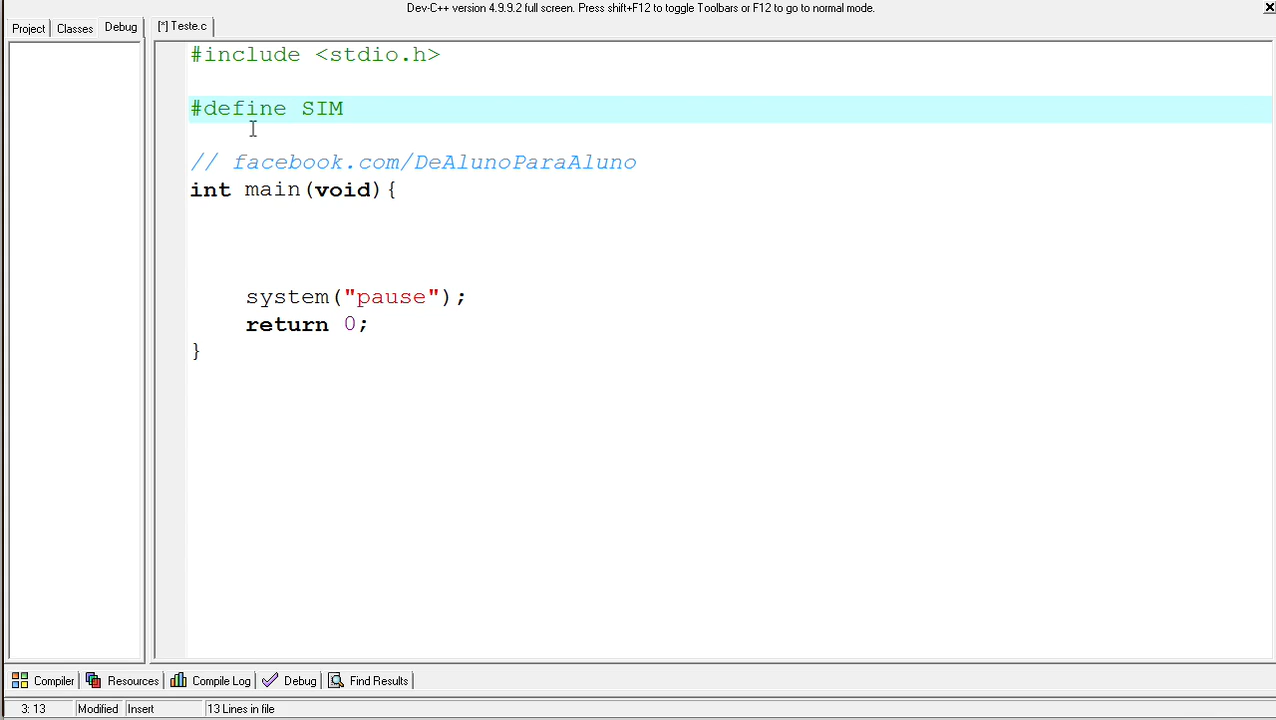 Dev-C++ version 4.9.9.2 full screen. Press shift+F12 to toggle Toolbars or F12 to go to normal mode.
Project Classes Debug [*] Teste.c
#include <stdio.h>
#define SIM
// facebook.com/DeAlunoParaAluno
int main(void){
system("pause");
return 0;
}
Compiler Resources Compile Log Debug Find Results
3: 13 Modified Insert 13 Lines in file